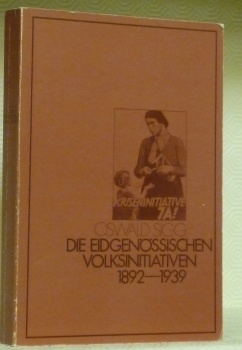 KRISENINITIATIVE
JA!
OSWALD SIGG
DIE EIDGENÖSSISCHEN
VOLKSINITIATIVEN
1892—1939